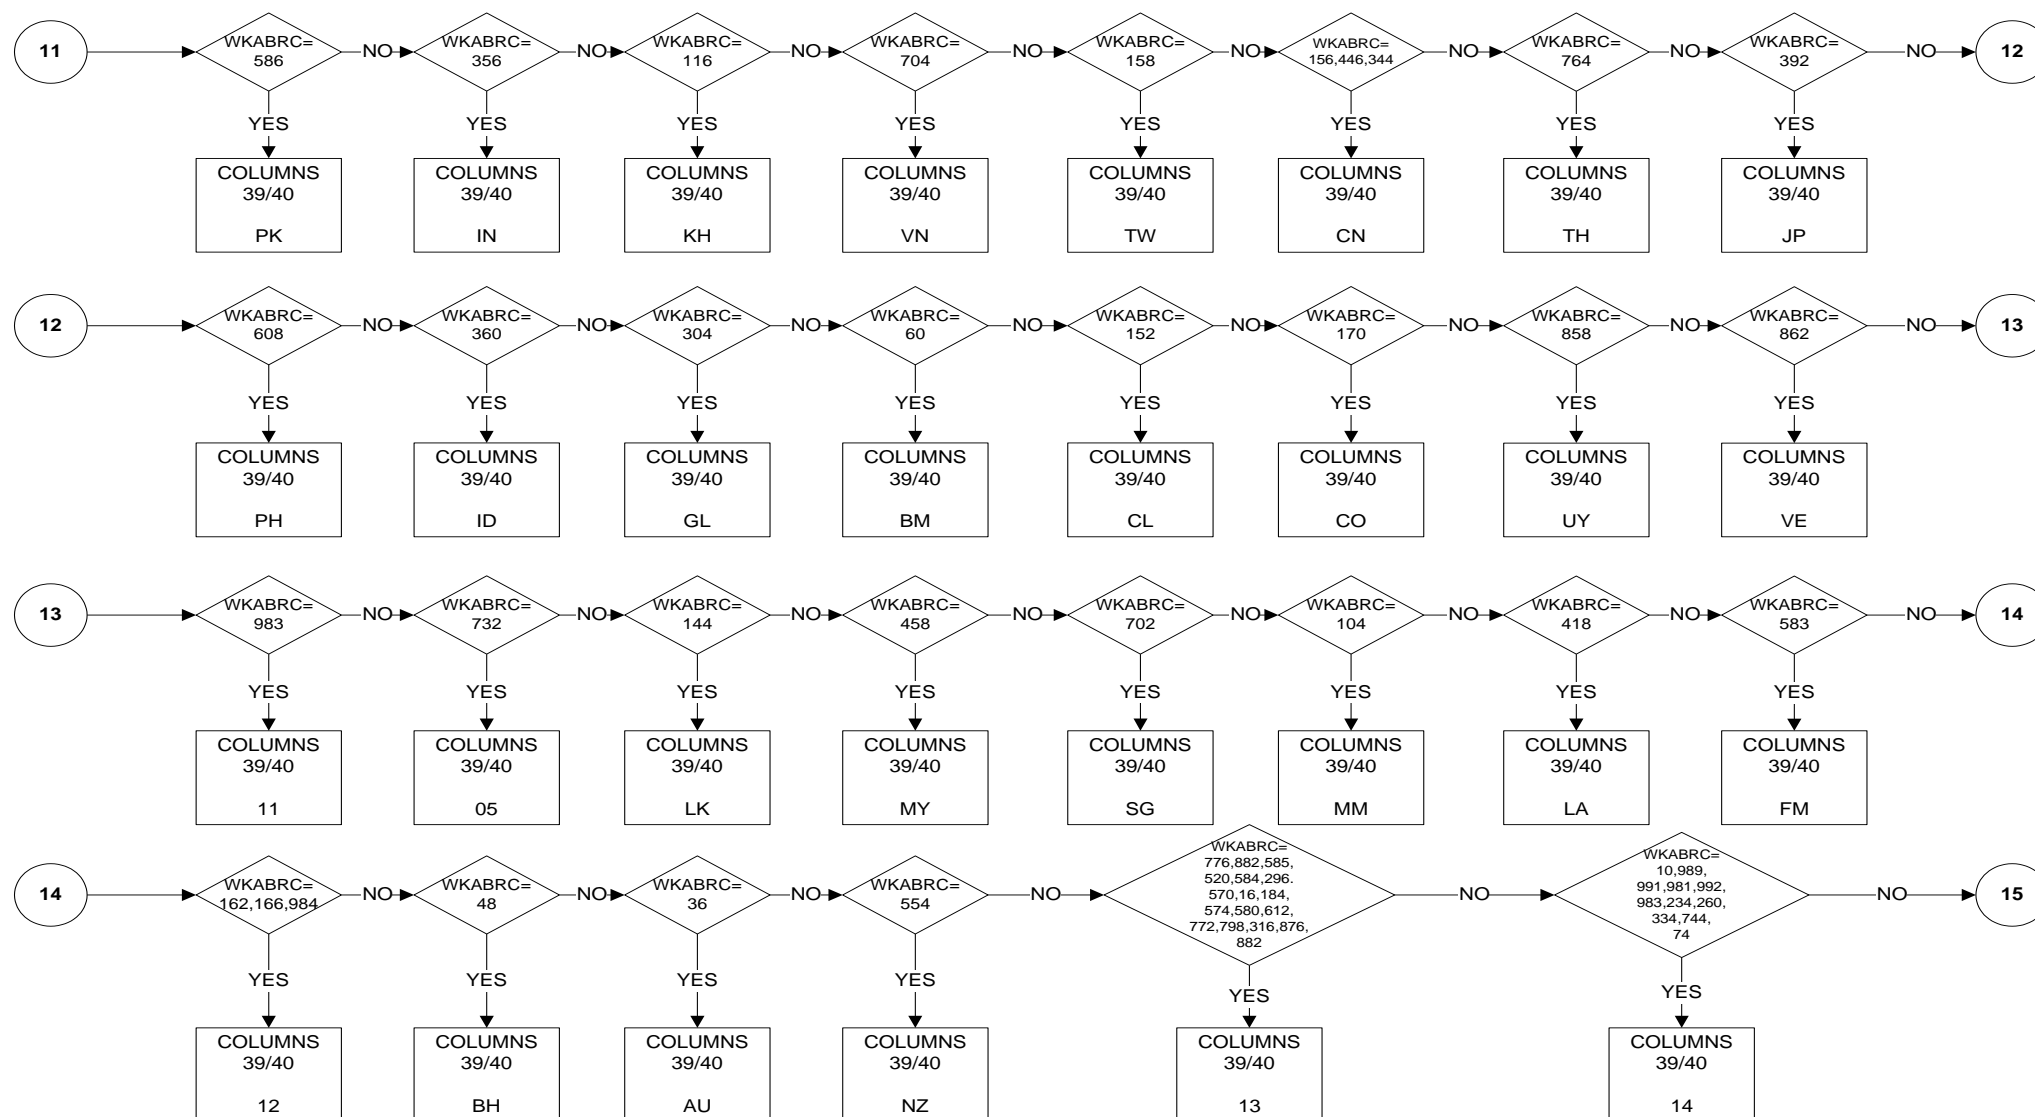 11
WKABRC=
586
NO
WKABRC=
356
NO
WKABRC=
116
NO
WKABRC=
704
NO
WKABRC=
158
NO
WKABRC=
156,446,344
NO
WKABRC=
764
NO
WKABRC=
392
NO
12
YES
YES
YES
YES
YES
YES
YES
YES
COLUMNS
39/40
PK
COLUMNS
39/40
IN
COLUMNS
39/40
KH
COLUMNS
39/40
VN
COLUMNS
39/40
TW
COLUMNS
39/40
CN
COLUMNS
39/40
TH
COLUMNS
39/40
JP
12
WKABRC=
608
NO
WKABRC=
360
NO
WKABRC=
304
NO
WKABRC=
60
NO
WKABRC=
152
NO
WKABRC=
170
NO
WKABRC=
858
NO
WKABRC=
862
NO
13
YES
YES
YES
YES
YES
YES
YES
YES
COLUMNS
39/40
PH
COLUMNS
39/40
ID
COLUMNS
39/40
GL
COLUMNS
39/40
BM
COLUMNS
39/40
CL
COLUMNS
39/40
CO
COLUMNS
39/40
UY
COLUMNS
39/40
VE
13
WKABRC=
983
NO
WKABRC=
732
NO
WKABRC=
144
NO
WKABRC=
458
NO
WKABRC=
702
NO
WKABRC=
104
NO
WKABRC=
418
NO
WKABRC=
583
NO
14
YES
YES
YES
YES
YES
YES
YES
YES
COLUMNS
39/40
11
COLUMNS
39/40
05
COLUMNS
39/40
LK
COLUMNS
39/40
MY
COLUMNS
39/40
SG
COLUMNS
39/40
MM
COLUMNS
39/40
LA
COLUMNS
39/40
FM
14
WKABRC=
162,166,984
NO
WKABRC=
48
NO
WKABRC=
36
NO
WKABRC=
554
NO
WKABRC=
776,882,585,
520,584,296.
570,16,184,
574,580,612,
772,798,316,876,
882
NO
WKABRC=
10,989,
991,981,992,
983,234,260,
334,744,
74
NO
15
YES
YES
YES
YES
YES
YES
COLUMNS
39/40
12
COLUMNS
39/40
BH
COLUMNS
39/40
AU
COLUMNS
39/40
NZ
COLUMNS
39/40
13
COLUMNS
39/40
14